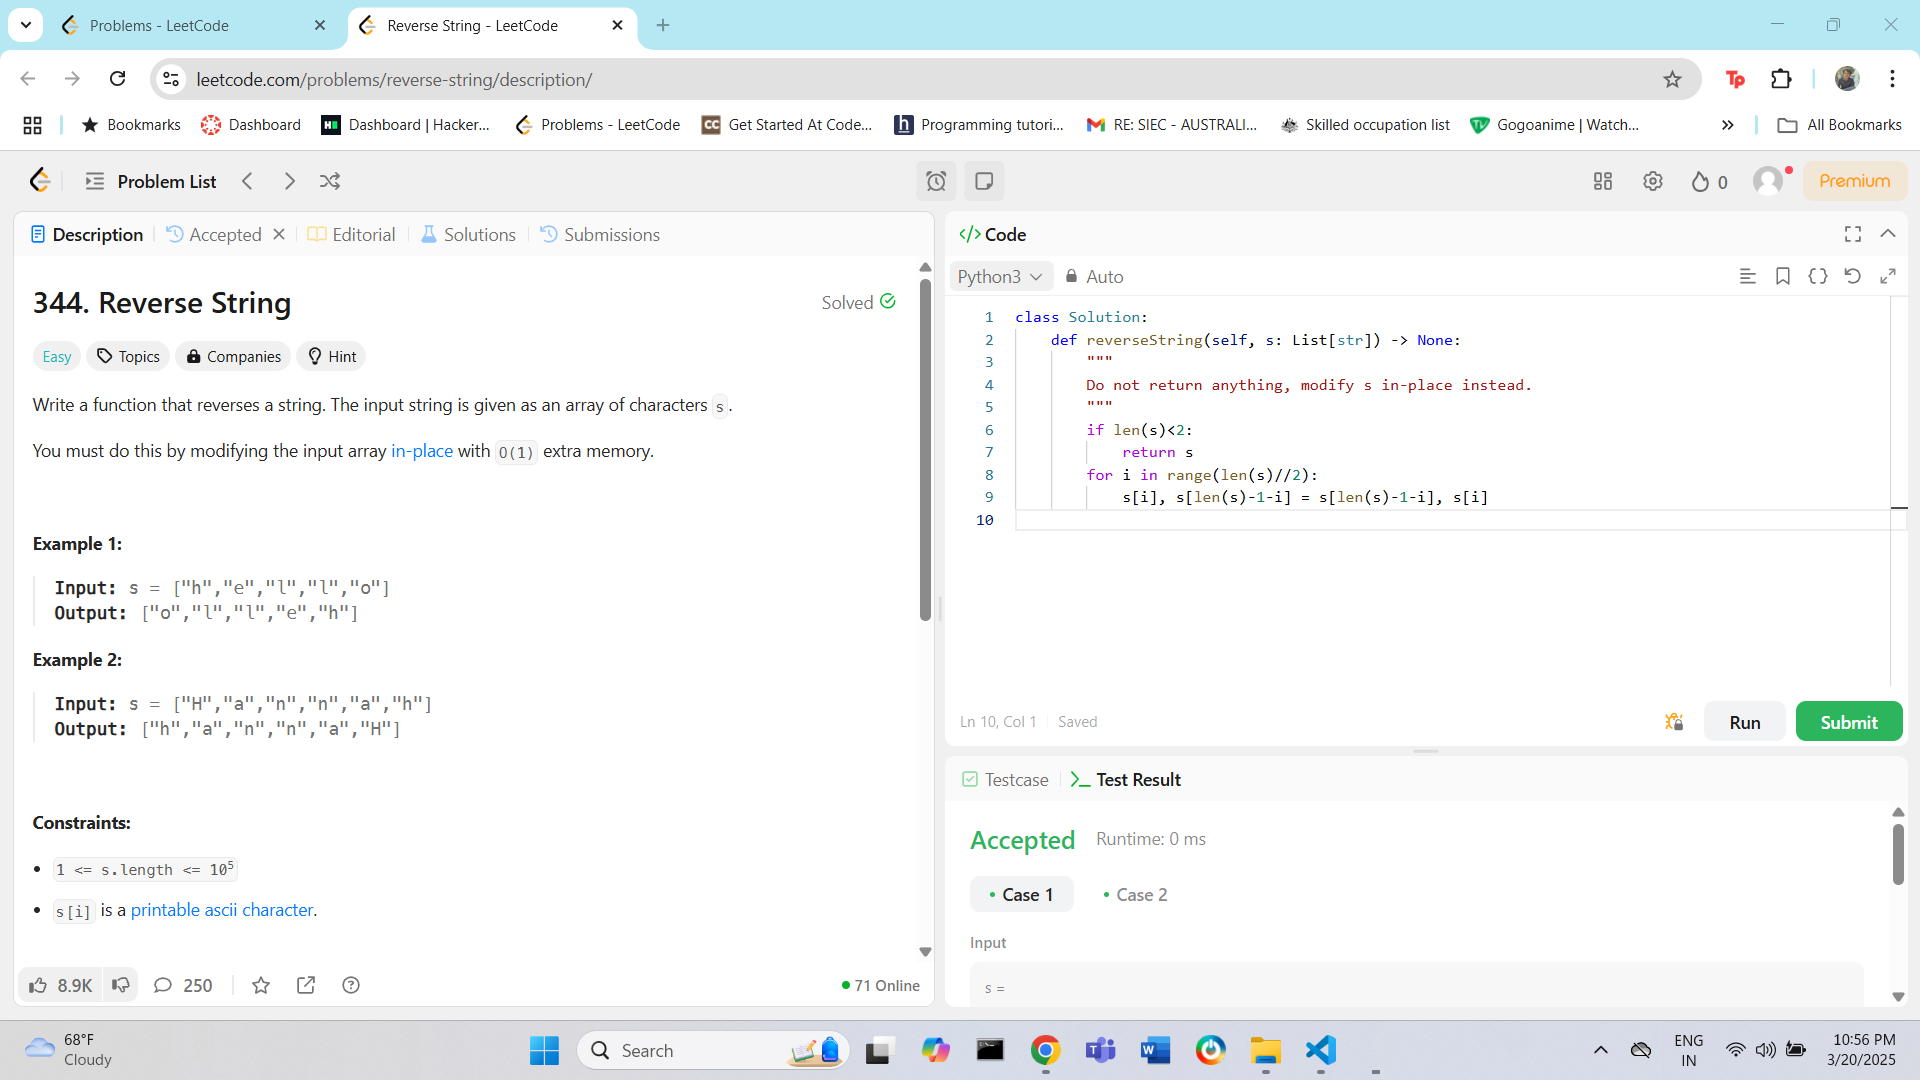 Problems - LeetCode
Reverse String - LeetCode
leetcode.com/problems/reverse-string/description/
Bookmarks
Dashboard
Dashboard | Hacker...
Problems - LeetCode
Get Started At Code...
Programming tutori...
RE: SIEC - AUSTRALI...
Skilled occupation list
Gogoanime | Watch...
All Bookmarks
Problem List
0
Premium
Description
Accepted
Editorial
Solutions
Submissions
344. Reverse String
Solved
Easy
Topics
Companies
Hint
Write a function that reverses a string. The input string is given as an array of characters s.
You must do this by modifying the input array in-place with O(1) extra memory.
Example 1:
Input: s = ["h","e","l","l","o"]
Output: ["o","l","l","e","h"]
Example 2:
Input: s = ["H","a","n","n","a","h"]
Output: ["h","a","n","n","a","H"]
Constraints:
• 1 <= s.length <= 10⁵
• s[i] is a printable ascii character.
8.9K
250
71 Online
</> Code
Python3
Auto
1 class Solution:
2     def reverseString(self, s: List[str]) -> None:
3         """
4         Do not return anything, modify s in-place instead.
5         """
6         if len(s)<2:
7             return s
8         for i in range(len(s)//2):
9             s[i], s[len(s)-1-i] = s[len(s)-1-i], s[i]
10
Ln 10, Col 1
Saved
Run
Submit
Testcase
Test Result
Accepted
Runtime: 0 ms
• Case 1
• Case 2
Input
s =
68°F
Cloudy
Search
ENG
IN
10:56 PM
3/20/2025